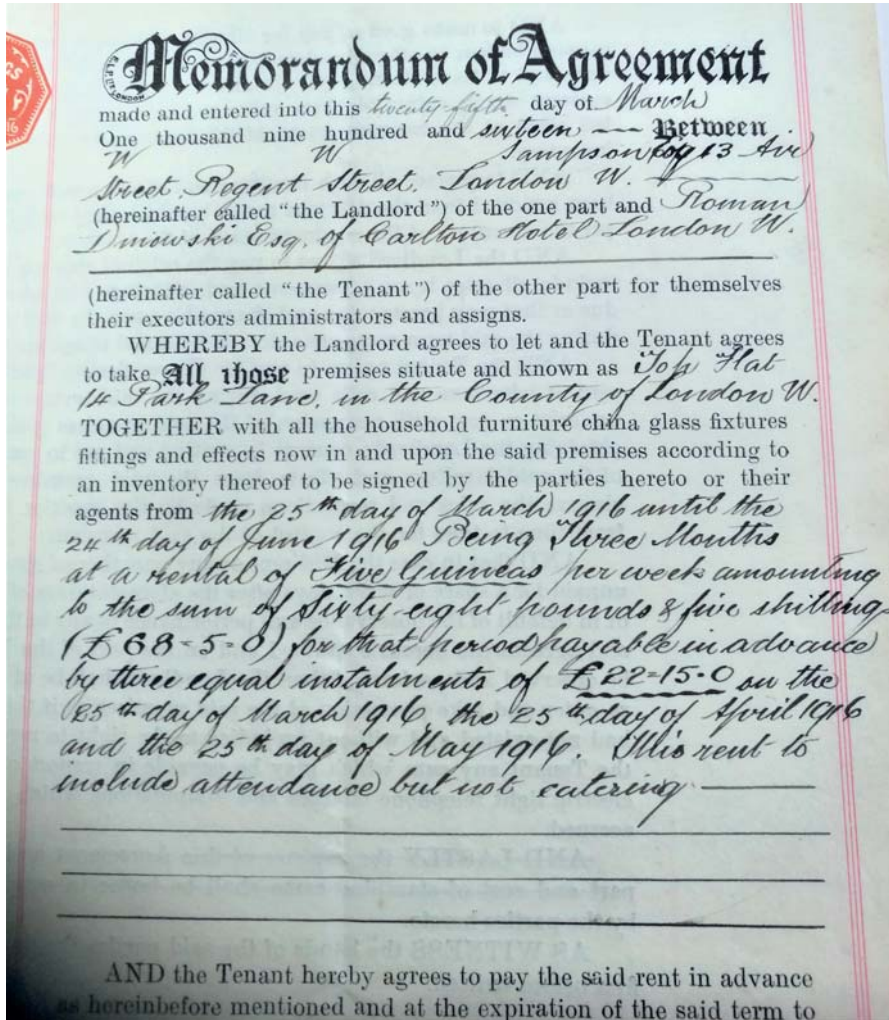 Memorandum of Agreement
made and entered into this twenty-fifth day of March
One thousand nine hundred and sixteen Between
W W Sampson Esq 13 Air
Street, Regent Street, London W.
(hereinafter called "the Landlord") of the one part and Roman
Dmowski Esq. of Carlton Hotel London W.
(hereinafter called "the Tenant") of the other part for themselves
their executors administrators and assigns.
WHEREBY the Landlord agrees to let and the Tenant agrees
to take All those premises situate and known as Top Flat
14 Park Lane, in the County of London W.
TOGETHER with all the household furniture china glass fixtures
fittings and effects now in and upon the said premises according to
an inventory thereof to be signed by the parties hereto or their
agents from the 25th day of March 1916 until the
24th day of June 1916 Being Three Months
at a rental of Five Guineas per week amounting
to the sum of Sixty eight pounds & five shillings
(£68-5-0) for that period payable in advance
by three equal instalments of £22-15-0 on the
25th day of March 1916, the 25th day of April 1916
and the 25th day of May 1916. This rent to
include attendance but not catering
AND the Tenant hereby agrees to pay the said rent in advance
as hereinbefore mentioned and at the expiration of the said term to